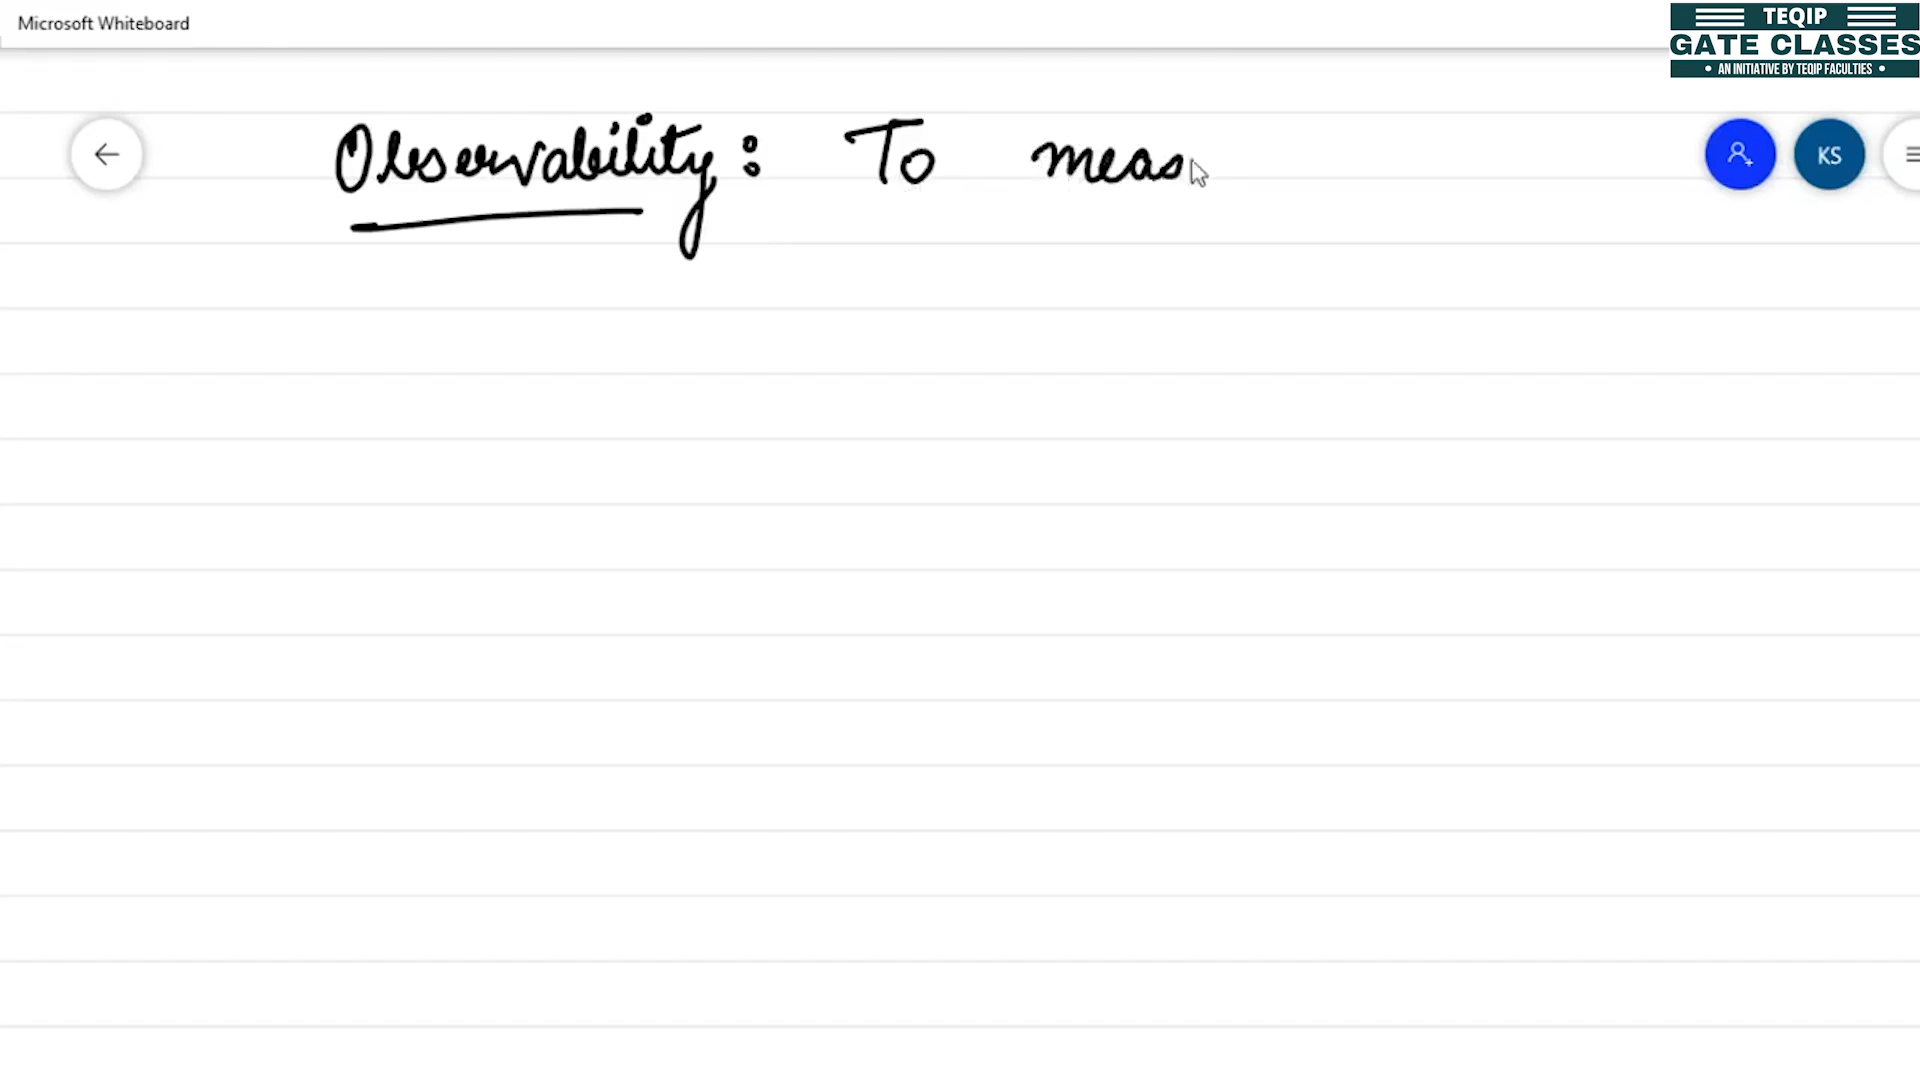 Microsoft Whiteboard
TEQIP
GATE CLASSES
• AN INITIATIVE BY TEQIP FACULTIES •
Observability: To meas
KS